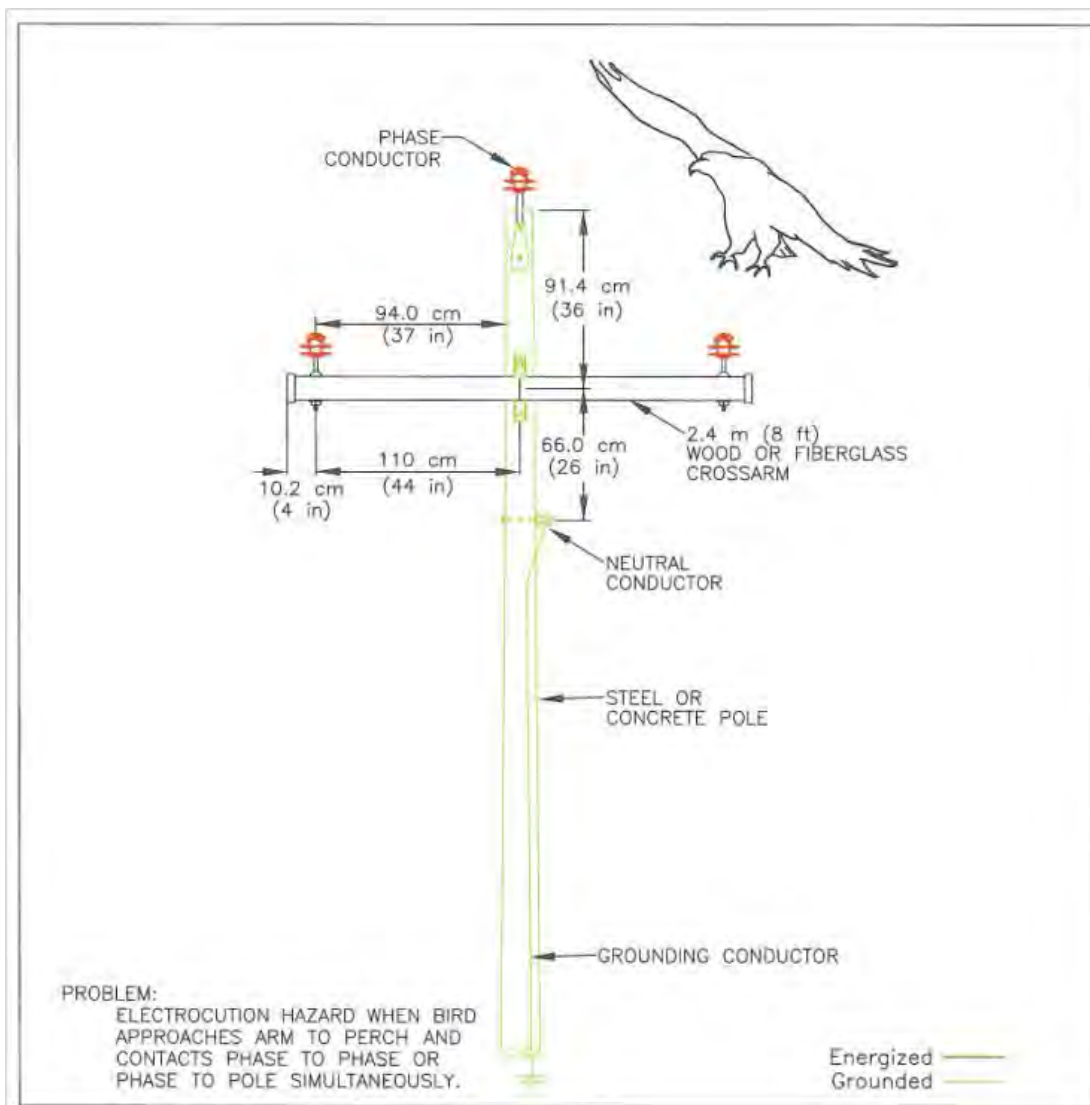 PHASE
CONDUCTOR
91.4 cm
(36 in)
94.0 cm
(37 in)
66.0 cm
(26 in)
2.4 m (8 ft)
WOOD OR FIBERGLASS
CROSSARM
110 cm
(44 in)
10.2 cm
(4 in)
NEUTRAL
CONDUCTOR
STEEL OR
CONCRETE POLE
GROUNDING CONDUCTOR
PROBLEM:
ELECTROCUTION HAZARD WHEN BIRD
APPROACHES ARM TO PERCH AND
CONTACTS PHASE TO PHASE OR
PHASE TO POLE SIMULTANEOUSLY.
Energized
Grounded